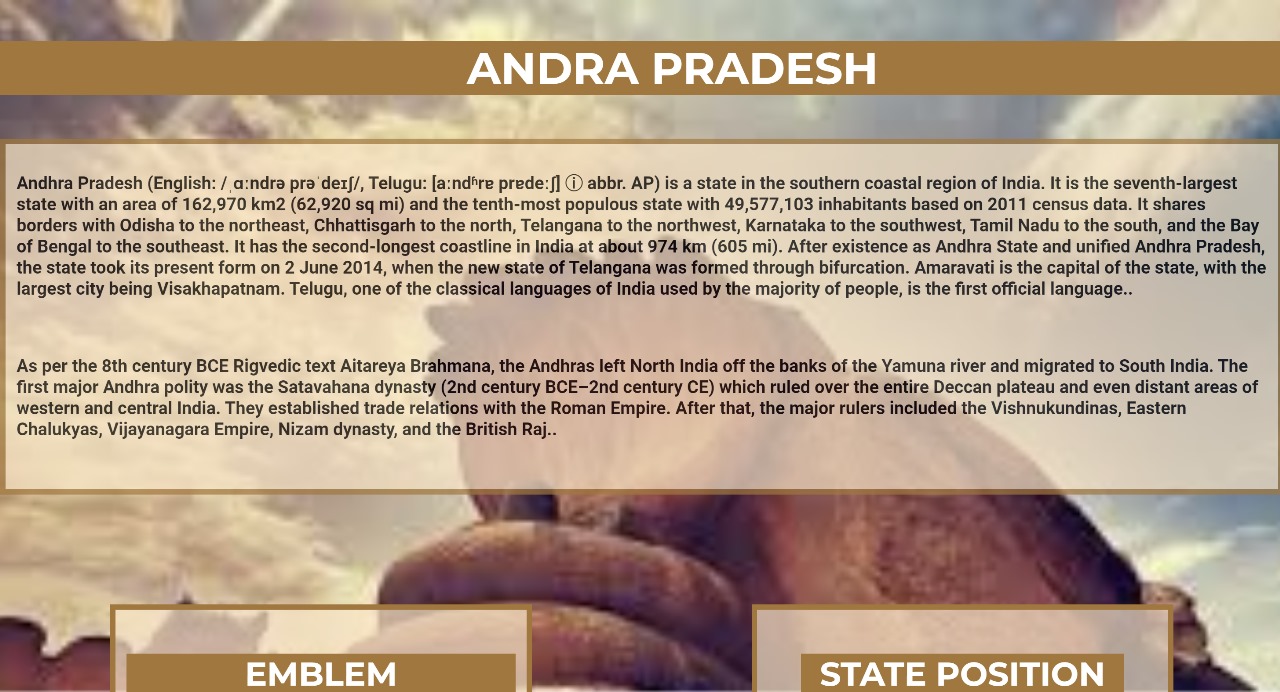 ANDRA PRADESH
Andhra Pradesh (English: /ˌɑːndrə prəˈdeɪʃ/, Telugu: [aːndʰrɐ prɐdeːʃ] ⓘ abbr. AP) is a state in the southern coastal region of India. It is the seventh-largest
state with an area of 162,970 km2 (62,920 sq mi) and the tenth-most populous state with 49,577,103 inhabitants based on 2011 census data. It shares
borders with Odisha to the northeast, Chhattisgarh to the north, Telangana to the northwest, Karnataka to the southwest, Tamil Nadu to the south, and the Bay
of Bengal to the southeast. It has the second-longest coastline in India at about 974 km (605 mi). After existence as Andhra State and unified Andhra Pradesh,
the state took its present form on 2 June 2014, when the new state of Telangana was formed through bifurcation. Amaravati is the capital of the state, with the
largest city being Visakhapatnam. Telugu, one of the classical languages of India used by the majority of people, is the first official language..
As per the 8th century BCE Rigvedic text Aitareya Brahmana, the Andhras left North India off the banks of the Yamuna river and migrated to South India. The
first major Andhra polity was the Satavahana dynasty (2nd century BCE–2nd century CE) which ruled over the entire Deccan plateau and even distant areas of
western and central India. They established trade relations with the Roman Empire. After that, the major rulers included the Vishnukundinas, Eastern
Chalukyas, Vijayanagara Empire, Nizam dynasty, and the British Raj..
EMBLEM
STATE POSITION